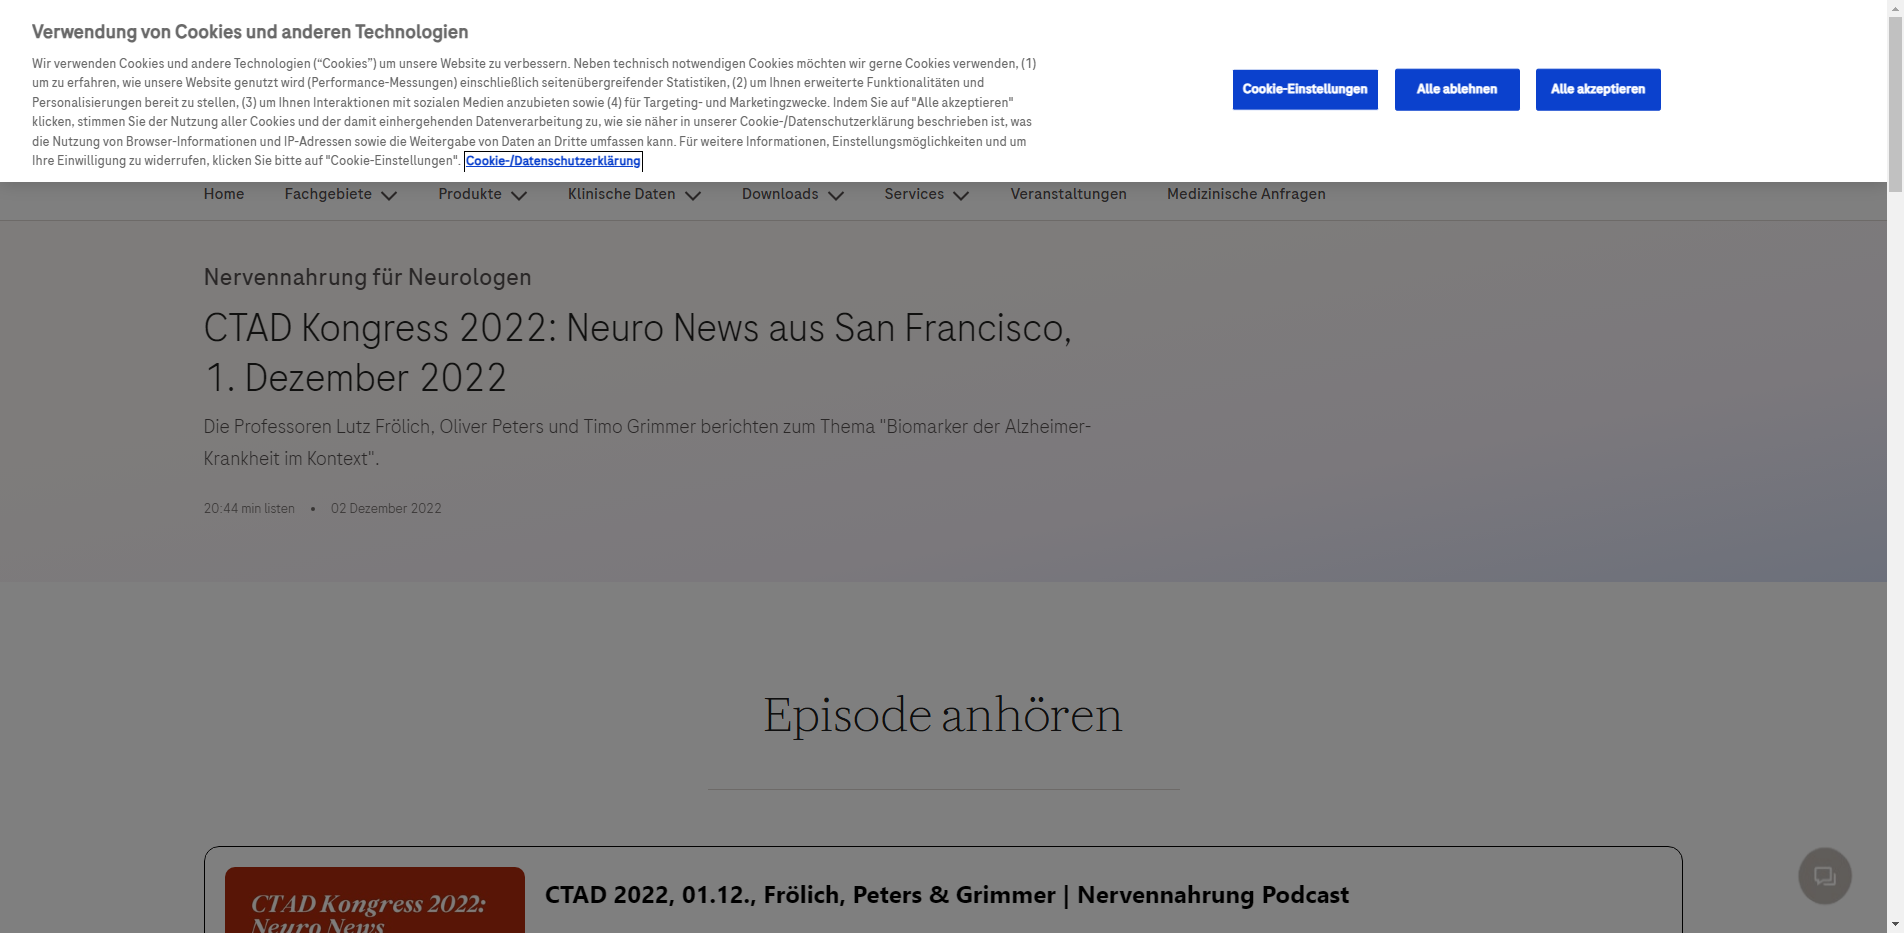 Verwendung von Cookies und anderen Technologien
Wir verwenden Cookies und andere Technologien (“Cookies”) um unsere Website zu verbessern. Neben technisch notwendigen Cookies möchten wir gerne Cookies verwenden, (1)
um zu erfahren, wie unsere Website genutzt wird (Performance-Messungen) einschließlich seitenübergreifender Statistiken, (2) um Ihnen erweiterte Funktionalitäten und
Personalisierungen bereit zu stellen, (3) um Ihnen Interaktionen mit sozialen Medien anzubieten sowie (4) für Targeting- und Marketingzwecke. Indem Sie auf "Alle akzeptieren"
klicken, stimmen Sie der Nutzung aller Cookies und der damit einhergehenden Datenverarbeitung zu, wie sie näher in unserer Cookie-/Datenschutzerklärung beschrieben ist, was
die Nutzung von Browser-Informationen und IP-Adressen sowie die Weitergabe von Daten an Dritte umfassen kann. Für weitere Informationen, Einstellungsmöglichkeiten und um
Ihre Einwilligung zu widerrufen, klicken Sie bitte auf "Cookie-Einstellungen". Cookie-/Datenschutzerklärung
Cookie-Einstellungen Alle ablehnen Alle akzeptieren
Home Fachgebiete Produkte Klinische Daten Downloads Services Veranstaltungen Medizinische Anfragen
Nervennahrung für Neurologen
CTAD Kongress 2022: Neuro News aus San Francisco,
1. Dezember 2022
Die Professoren Lutz Frölich, Oliver Peters und Timo Grimmer berichten zum Thema "Biomarker der Alzheimer-
Krankheit im Kontext".
20:44 min listen • 02 Dezember 2022
Episode anhören
CTAD Kongress 2022:
Neuro News
CTAD 2022, 01.12., Frölich, Peters & Grimmer | Nervennahrung Podcast